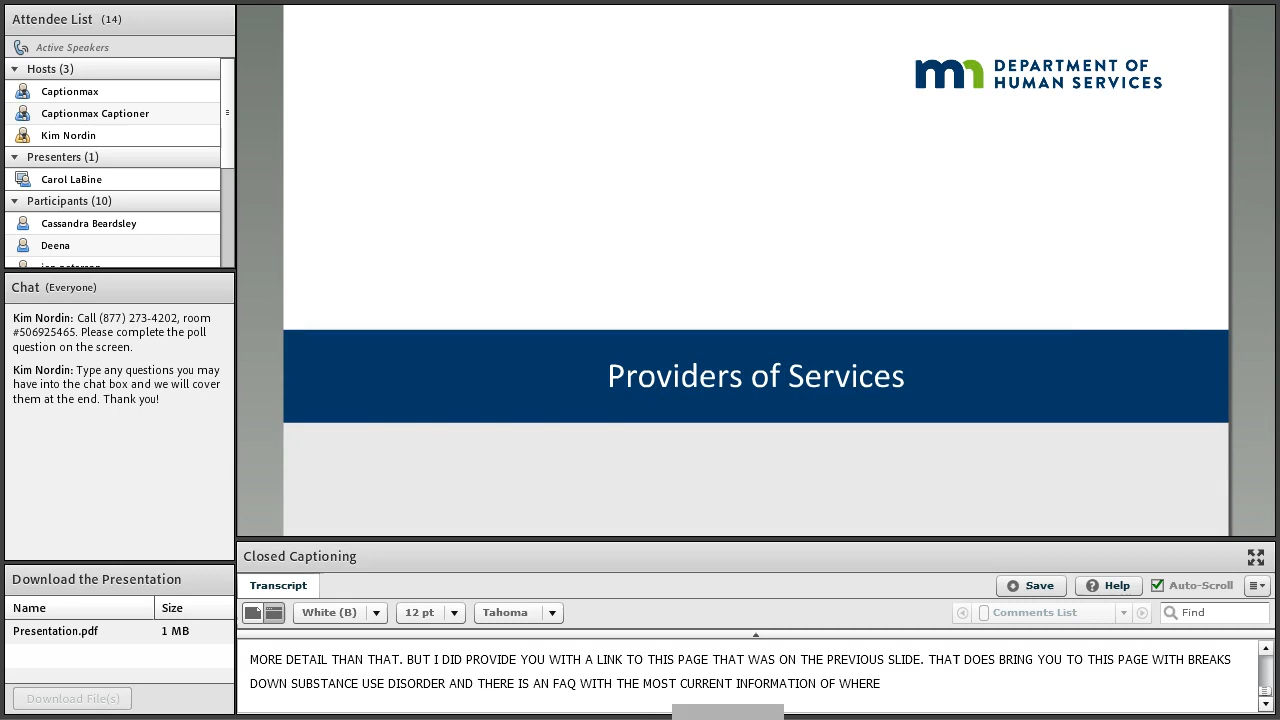 Attendee List (14)
Active Speakers
Hosts (3)
Captionmax
Captionmax Captioner
Kim Nordin
Presenters (1)
Carol LaBine
Participants (10)
Cassandra Beardsley
Deena
Chat (Everyone)
Kim Nordin: Call (877) 273-4202, room
#506925465. Please complete the poll
question on the screen.
Kim Nordin: Type any questions you may
have into the chat box and we will cover
them at the end. Thank you!
Download the Presentation
Name Size
Presentation.pdf 1 MB
Download File(s)
mn DEPARTMENT OF
HUMAN SERVICES
Providers of Services
Closed Captioning
Transcript Save Help Auto-Scroll
White (B) 12 pt Tahoma Comments List Find
MORE DETAIL THAN THAT. BUT I DID PROVIDE YOU WITH A LINK TO THIS PAGE THAT WAS ON THE PREVIOUS SLIDE. THAT DOES BRING YOU TO THIS PAGE WITH BREAKS
DOWN SUBSTANCE USE DISORDER AND THERE IS AN FAQ WITH THE MOST CURRENT INFORMATION OF WHERE